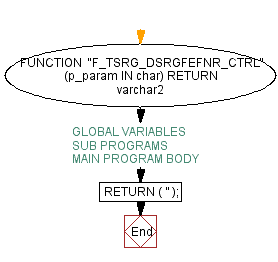 FUNCTION "F_TSRG_DSRGFEFNR_CTRL"
(p_param IN char) RETURN
varchar2
GLOBAL VARIABLES
SUB PROGRAMS
MAIN PROGRAM BODY
RETURN ( '' );
End